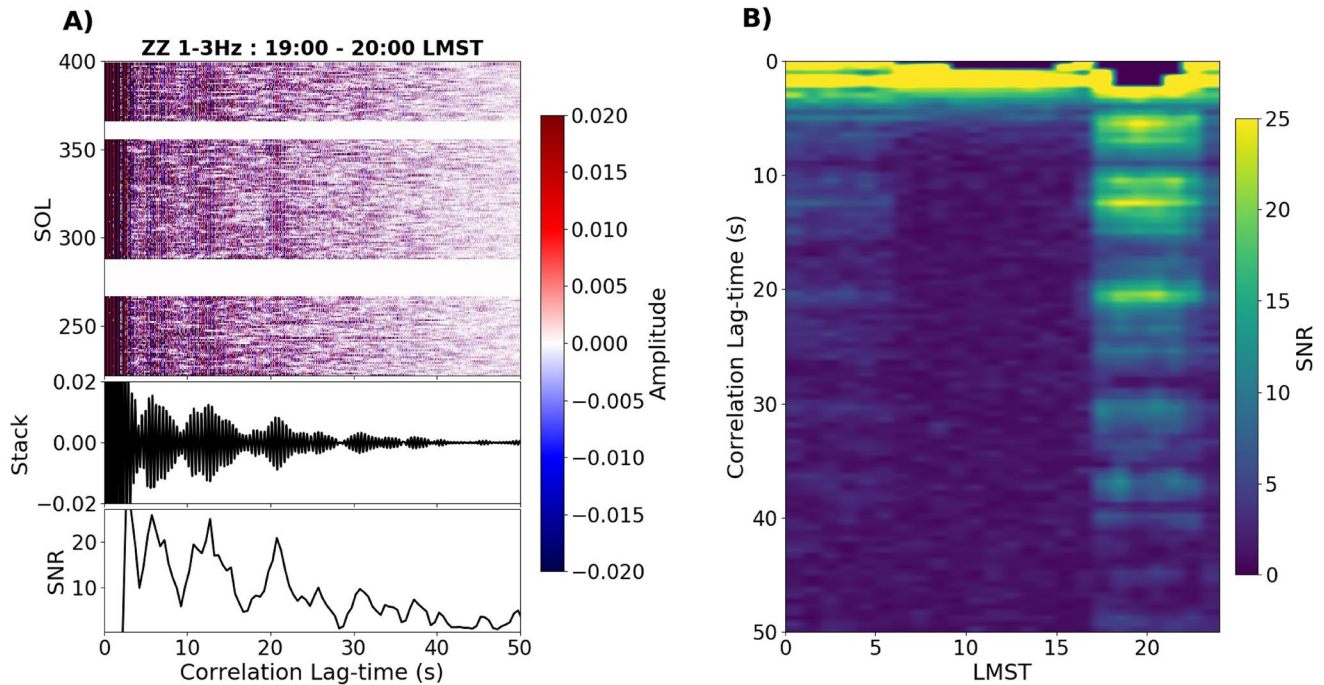 A)
ZZ 1-3Hz : 19:00 - 20:00 LMST
400
350
300
250
SOL
0.020
0.015
0.010
0.005
0.000
−0.005
−0.010
−0.015
−0.020
Amplitude
0.02
0.00
−0.02
Stack
20
10
SNR
0 10 20 30 40 50
Correlation Lag-time (s)
B)
0
10
20
30
40
50
Correlation Lag-time (s)
0 5 10 15 20
LMST
25
20
15
10
5
0
SNR